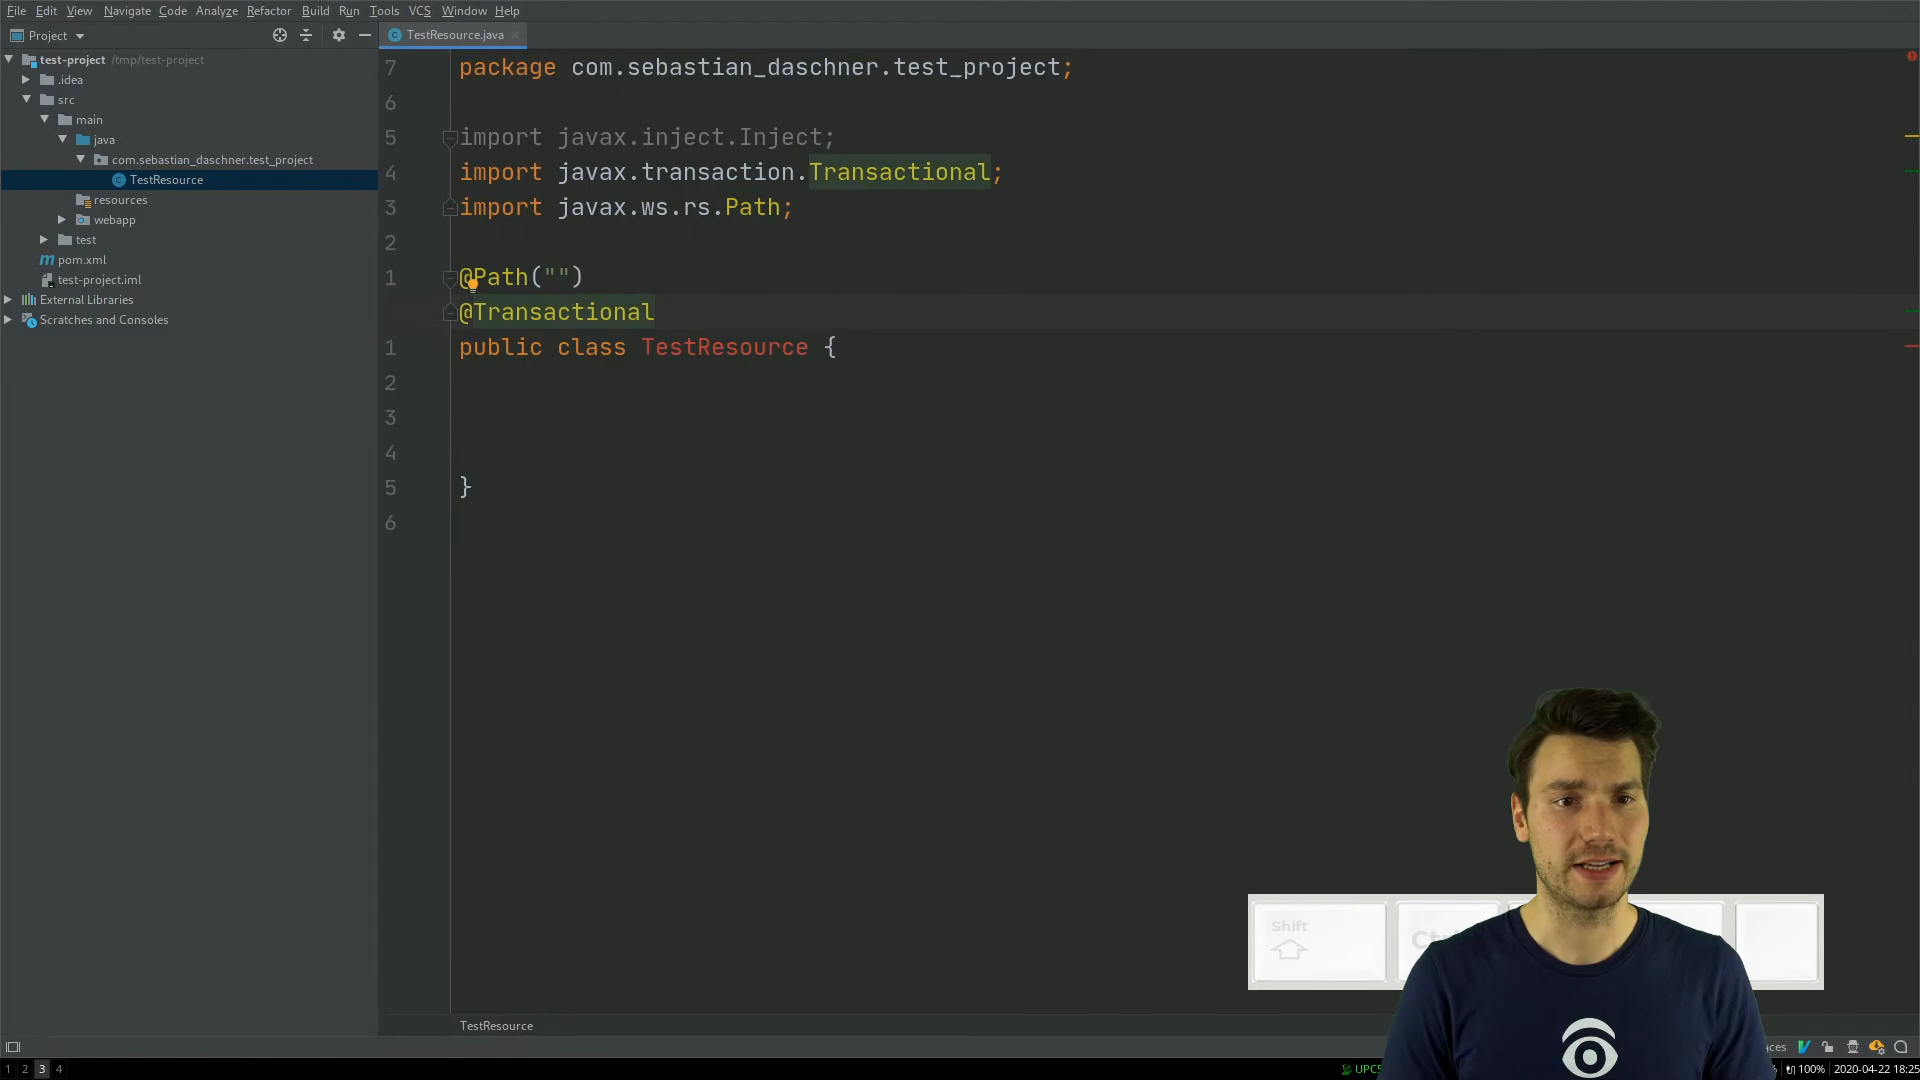 File Edit View Navigate Code Analyze Refactor Build Run Tools VCS Window Help
Project
TestResource.java
test-project /tmp/test-project
.idea
src
main
java
com.sebastian_daschner.test_project
TestResource
resources
webapp
test
pom.xml
test-project.iml
External Libraries
Scratches and Consoles
7 package com.sebastian_daschner.test_project;
6
5 import javax.inject.Inject;
4 import javax.transaction.Transactional;
3 import javax.ws.rs.Path;
2
1 @Path("")
@Transactional
1 public class TestResource {
2
3
4
5 }
6
Shift
TestResource
1 2 3 4
100% 2020-04-22 18:25